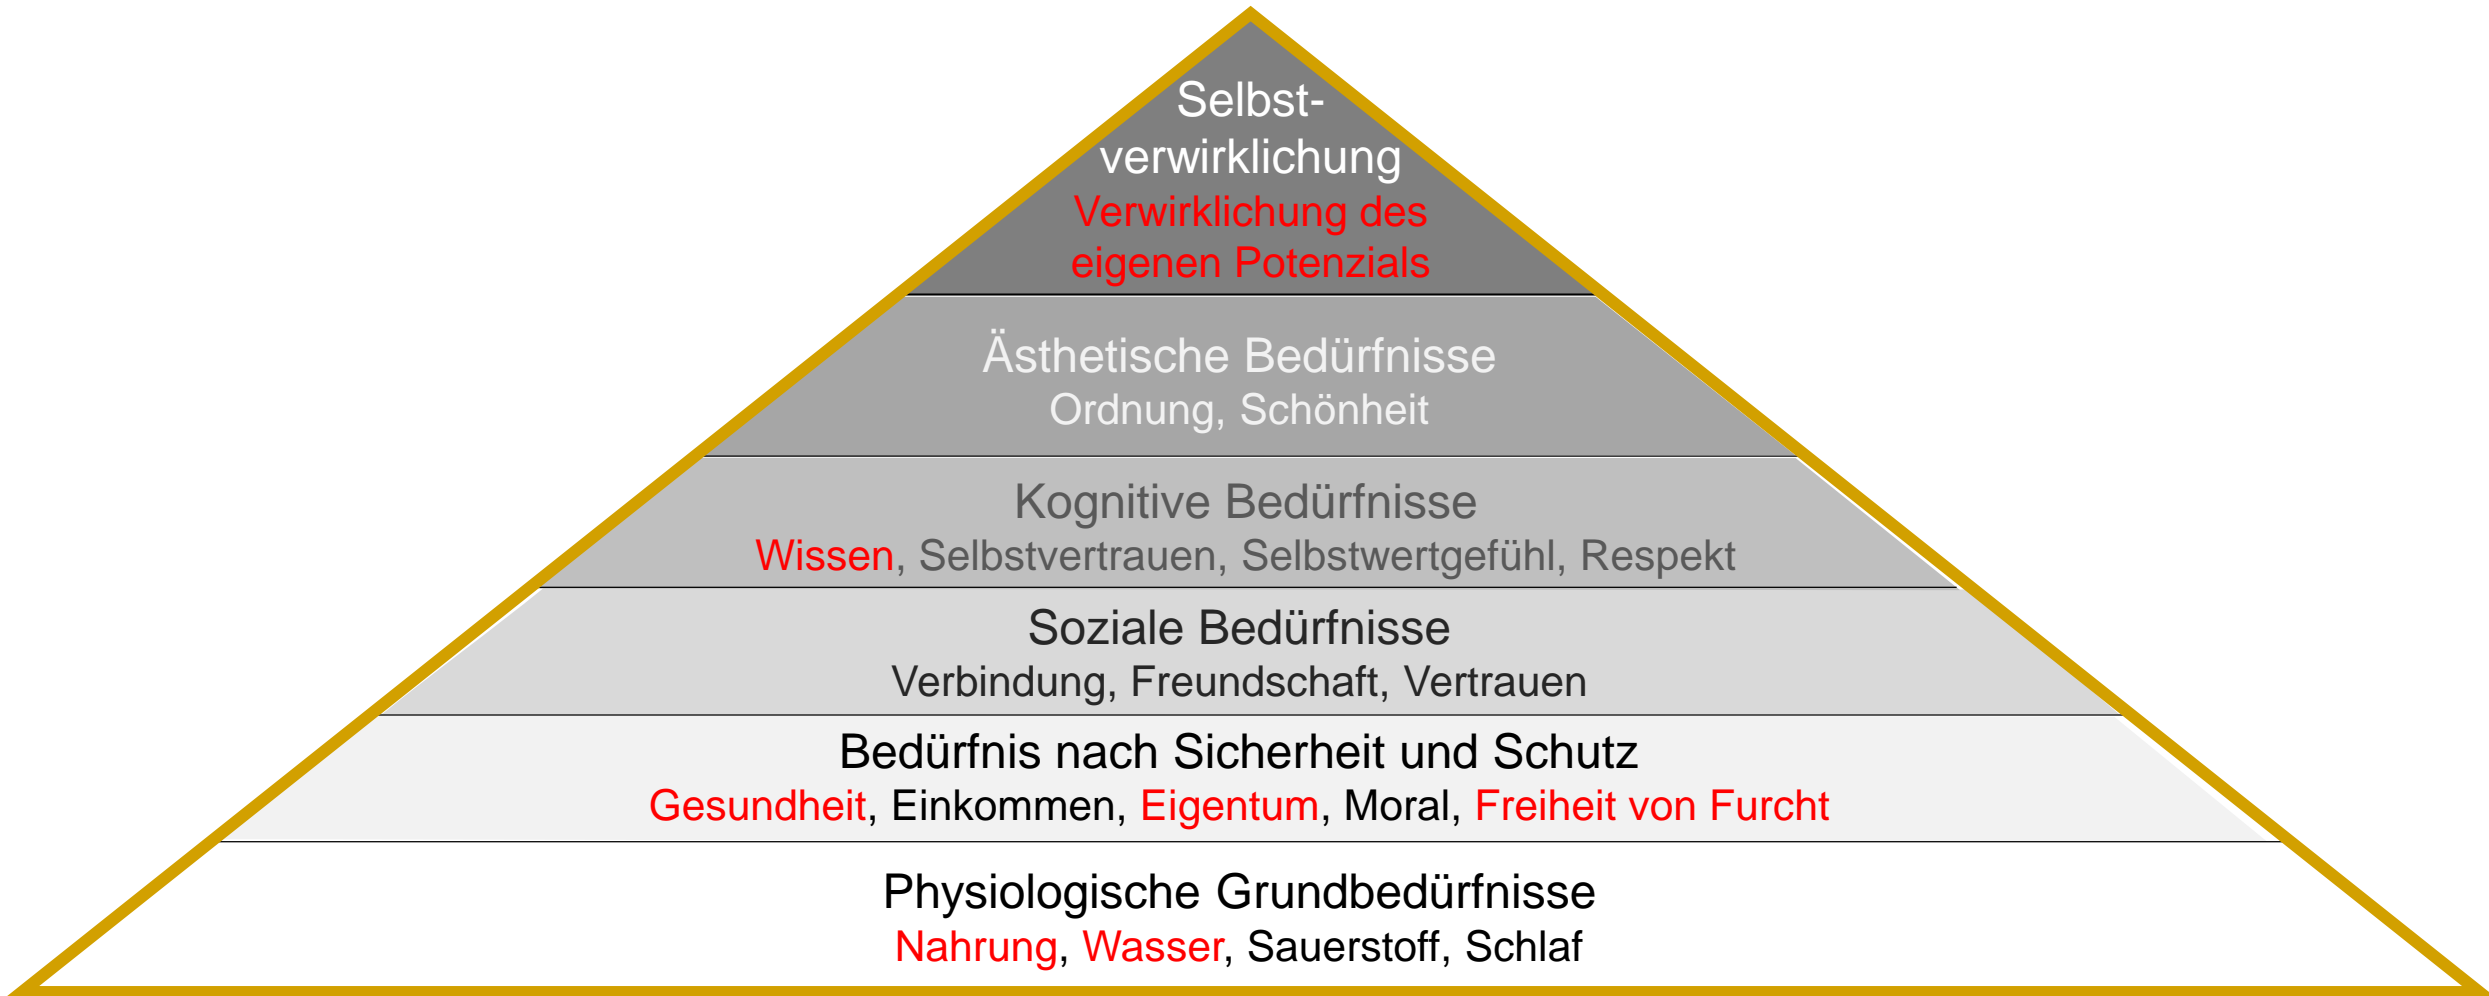 Selbst-
verwirklichung
Verwirklichung des
eigenen Potenzials
Ästhetische Bedürfnisse
Ordnung, Schönheit
Kognitive Bedürfnisse
Wissen, Selbstvertrauen, Selbstwertgefühl, Respekt
Soziale Bedürfnisse
Verbindung, Freundschaft, Vertrauen
Bedürfnis nach Sicherheit und Schutz
Gesundheit, Einkommen, Eigentum, Moral, Freiheit von Furcht
Physiologische Grundbedürfnisse
Nahrung, Wasser, Sauerstoff, Schlaf